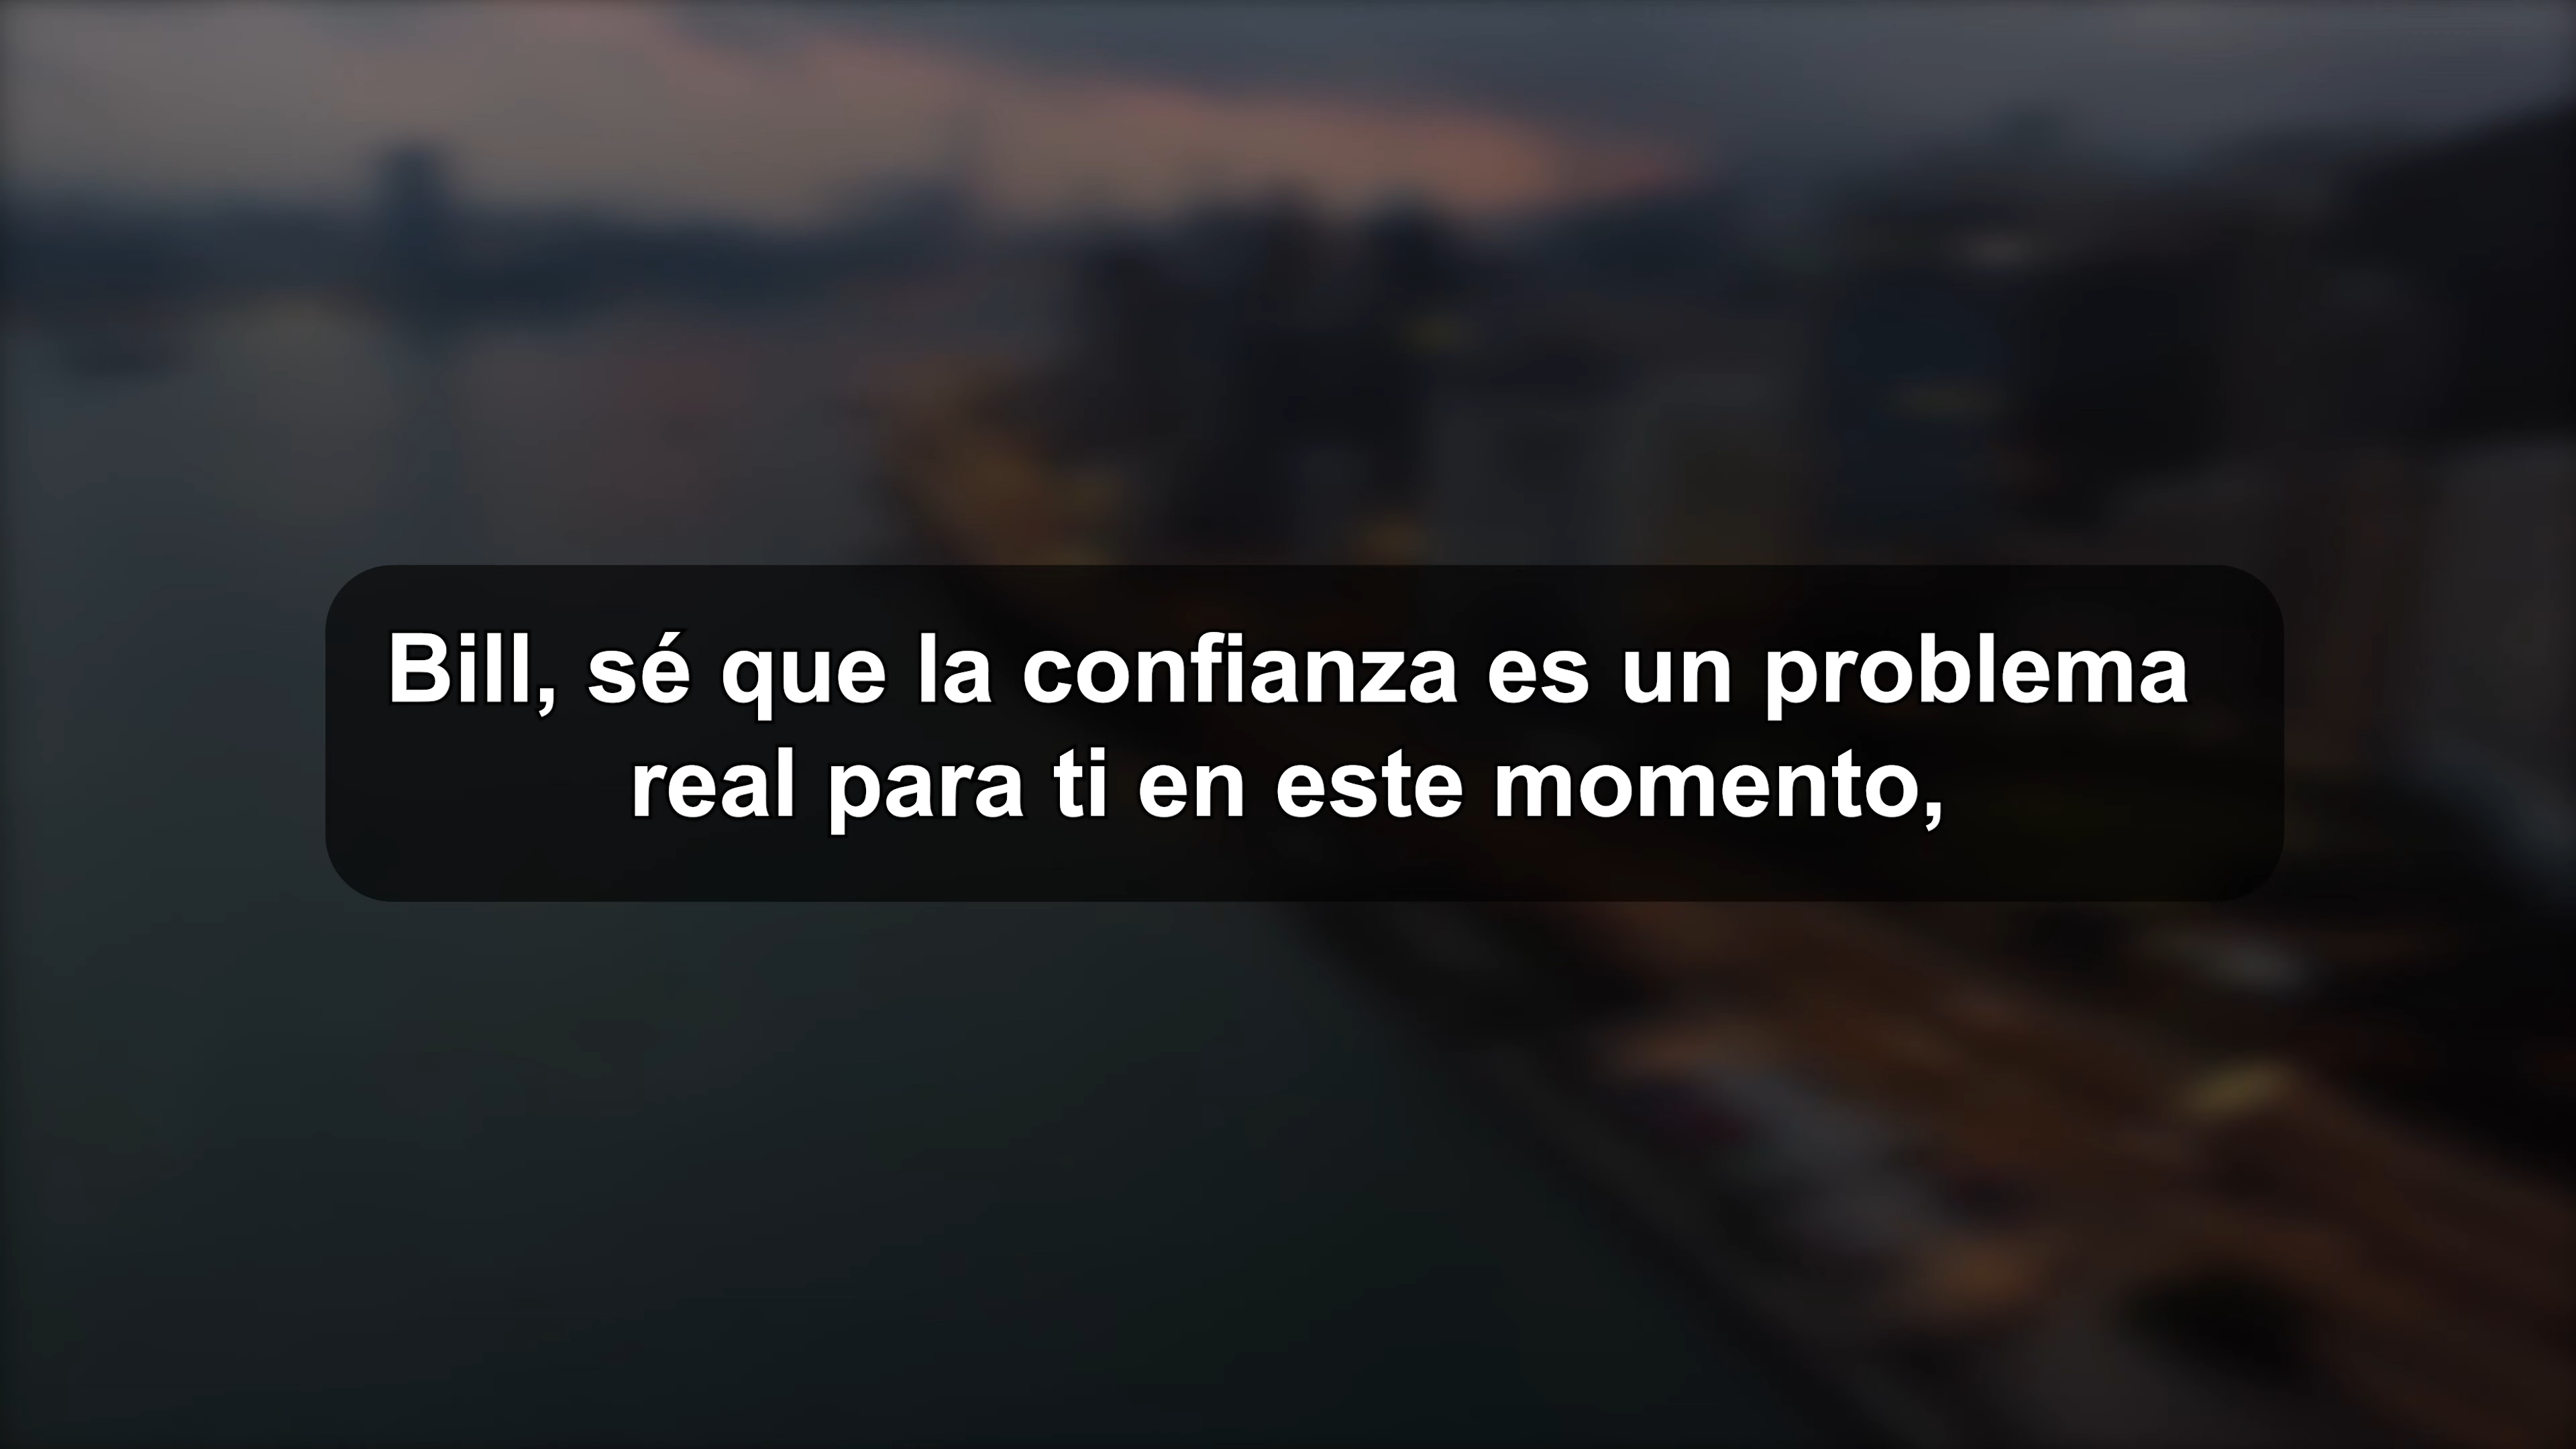 Bill, sé que la confianza es un problema
real para ti en este momento,